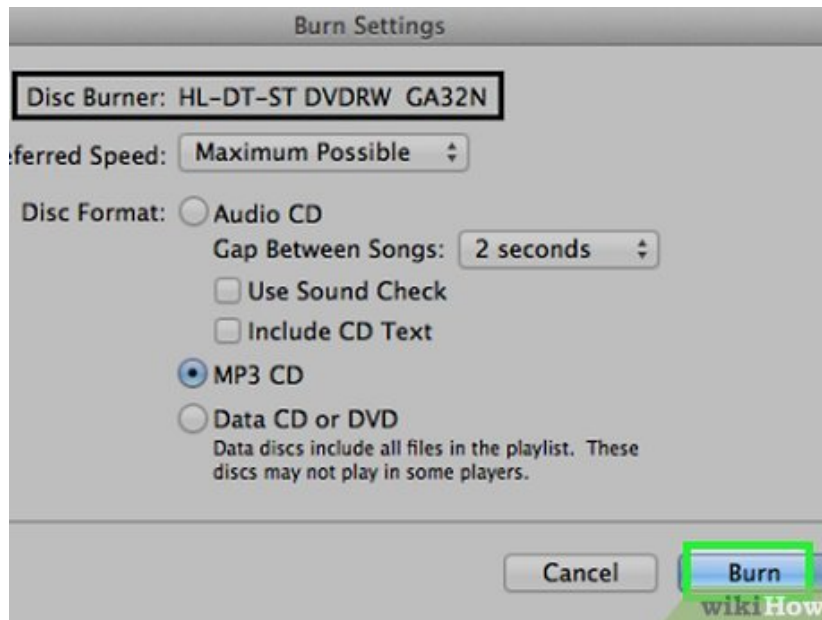 Burn Settings
Disc Burner: HL-DT-ST DVDRW GA32N
eferred Speed: Maximum Possible
Disc Format: Audio CD
Gap Between Songs: 2 seconds
Use Sound Check
Include CD Text
MP3 CD
Data CD or DVD
Data discs include all files in the playlist. These
discs may not play in some players.
Cancel Burn
wikiHow